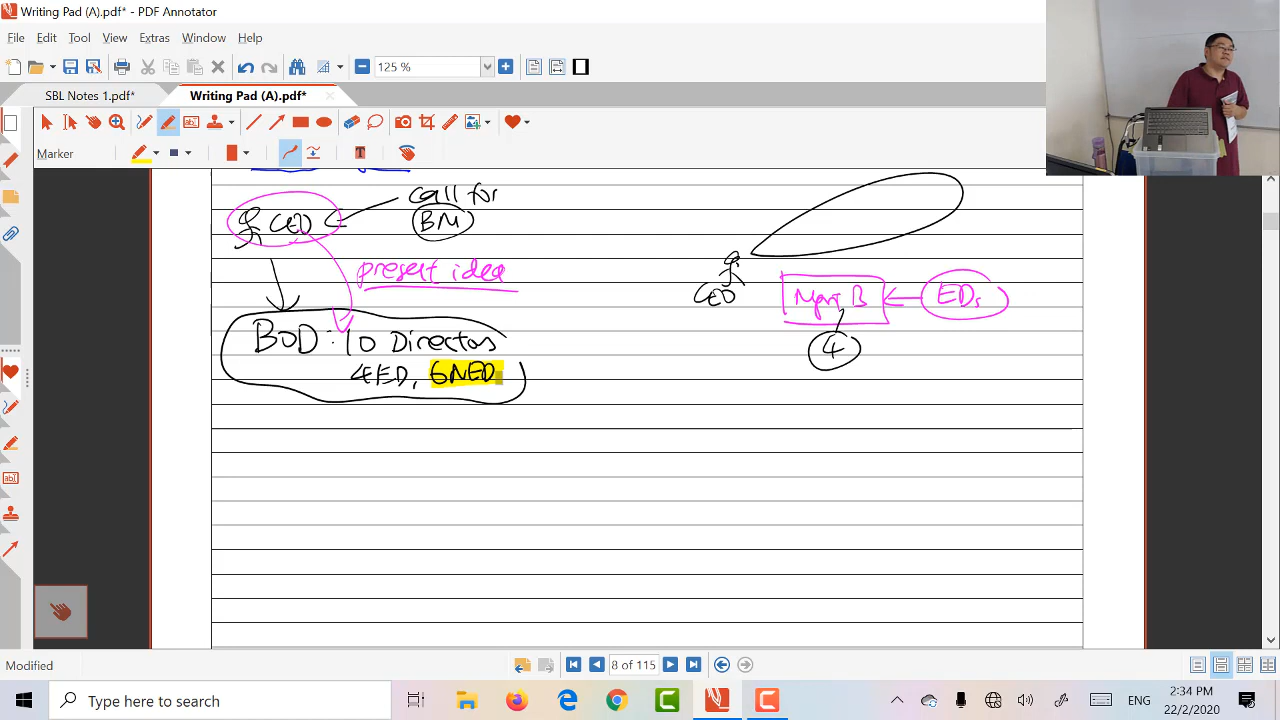 Writing Pad (A).pdf* - PDF Annotator
File Edit Tool View Extras Window Help
125 %
SBL Notes 1.pdf* Writing Pad (A).pdf*
Marker
call for
CEO BM
present idea
CEO Mgmt B EDs
BOD: 10 Directors 4
4ED, 6NED
8 of 115
Modified
Type here to search
ENG
2:34 PM
22/2/2020